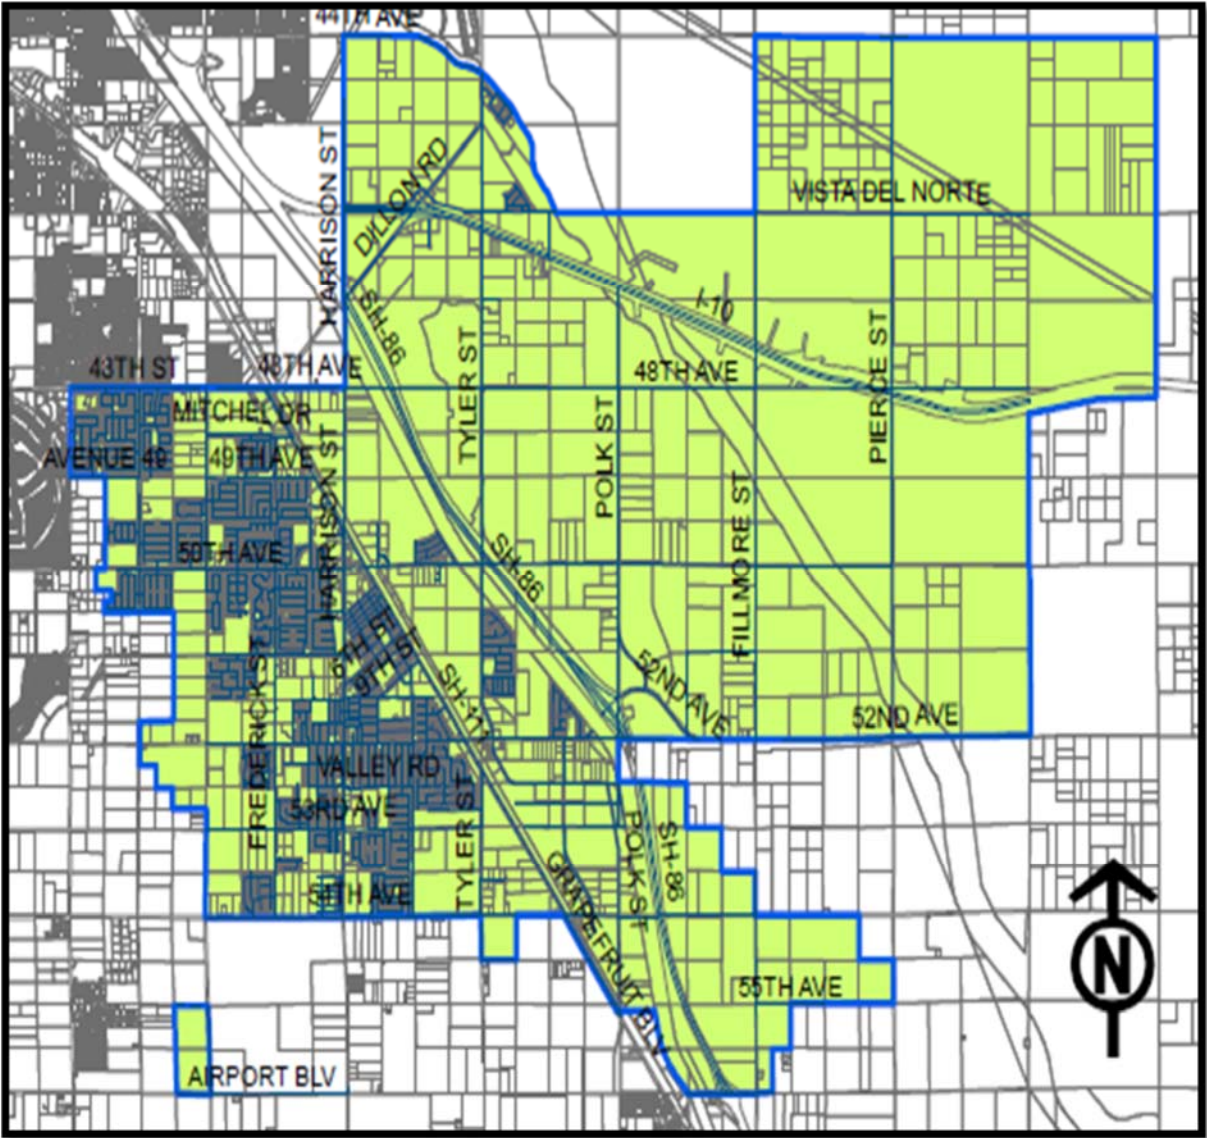 44TH AVE
HARRISON ST
DILLON RD
VISTA DEL NORTE
SH-86
I-10
TYLER ST
PIERCE ST
43TH ST
48TH AVE
48TH AVE
MITCHEL DR
AVENUE 49
49TH AVE
HARRISON ST
POLK ST
FILLMORE ST
50TH AVE
SH-86
6TH ST
9TH ST
FREDERICK ST
SH-111
52ND AVE
52ND AVE
VALLEY RD
53RD AVE
TYLER ST
POLK ST
SH-86
54TH AVE
GRAPEFRUIT BLV
55TH AVE
N
AIRPORT BLV